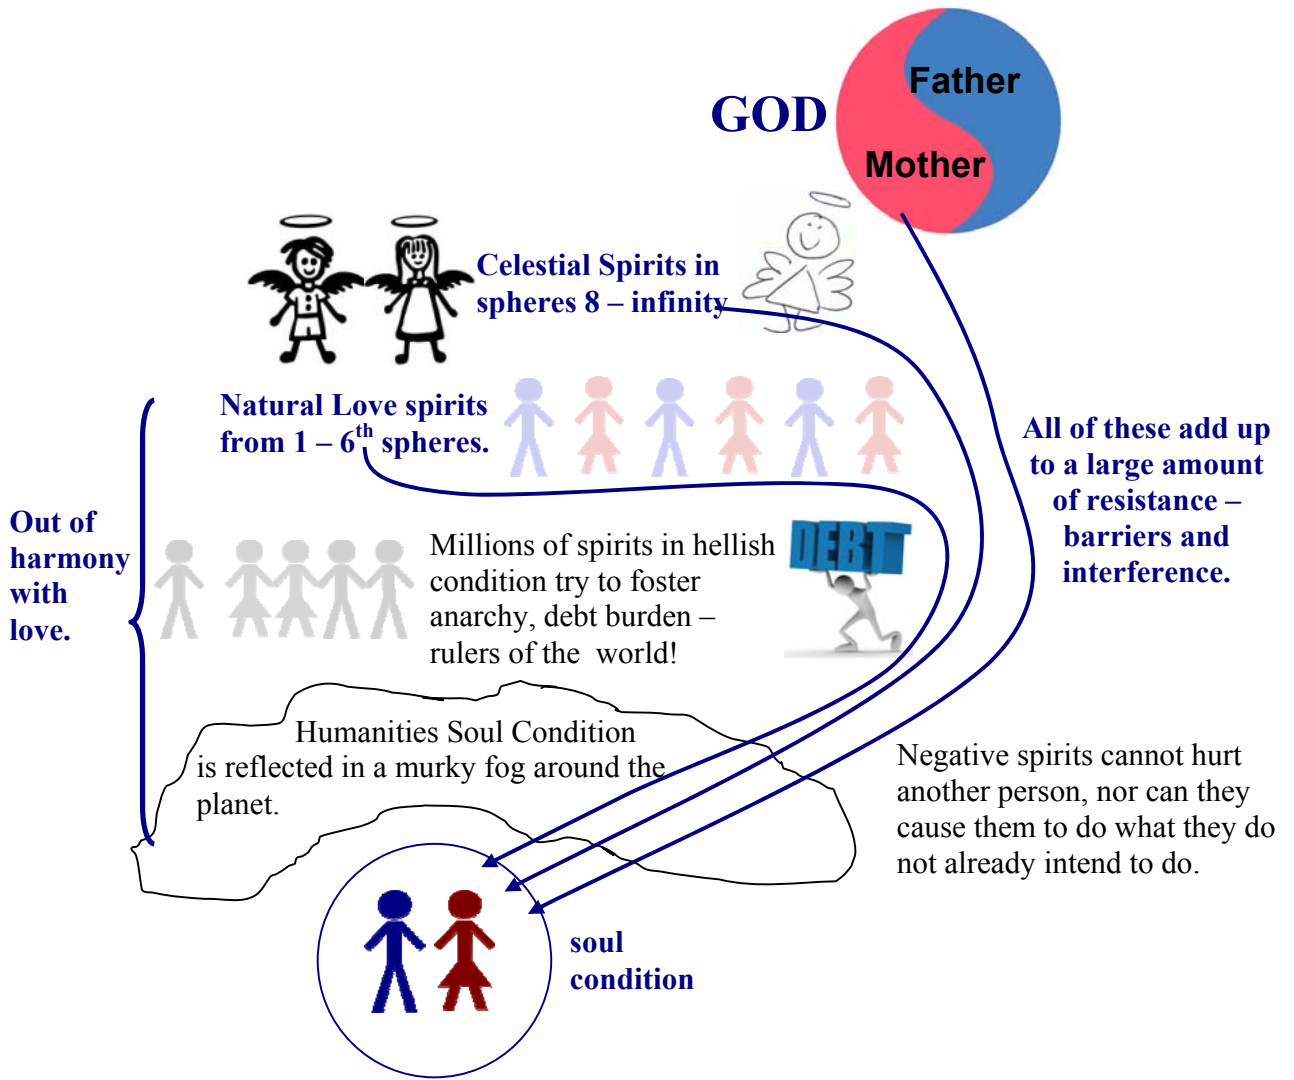 GOD
Father
Mother
Celestial Spirits in
spheres 8 – infinity
Natural Love spirits
from 1 – 6th spheres.
All of these add up
to a large amount
of resistance –
barriers and
interference.
Out of
harmony
with
love.
Millions of spirits in hellish
condition try to foster
anarchy, debt burden –
rulers of the world!
DEBT
Humanities Soul Condition
is reflected in a murky fog around the
planet.
Negative spirits cannot hurt
another person, nor can they
cause them to do what they do
not already intend to do.
soul
condition